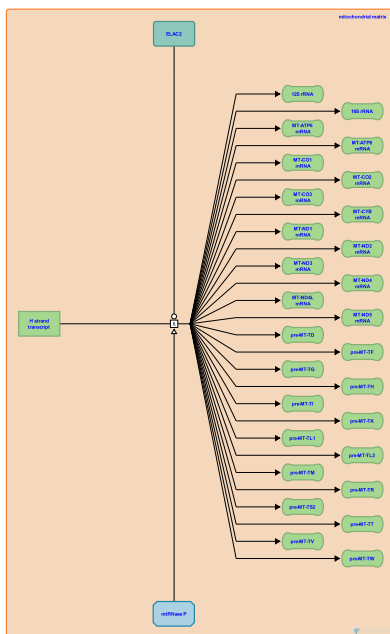 mitochondrial matrix
ELAC2
12S rRNA
16S rRNA
MT-ATP6
mRNA
MT-ATP8
mRNA
MT-CO1
mRNA
MT-CO2
mRNA
MT-CO3
mRNA
MT-CYB
mRNA
MT-ND1
mRNA
MT-ND2
mRNA
MT-ND3
mRNA
MT-ND4
mRNA
MT-ND4L
mRNA
MT-ND5
mRNA
H strand
transcript
pre-MT-TD
pre-MT-TF
pre-MT-TG
pre-MT-TH
pre-MT-TI
pre-MT-TK
pre-MT-TL1
pre-MT-TL2
pre-MT-TM
pre-MT-TR
pre-MT-TS2
pre-MT-TT
pre-MT-TV
pre-MT-TW
mtRNase P